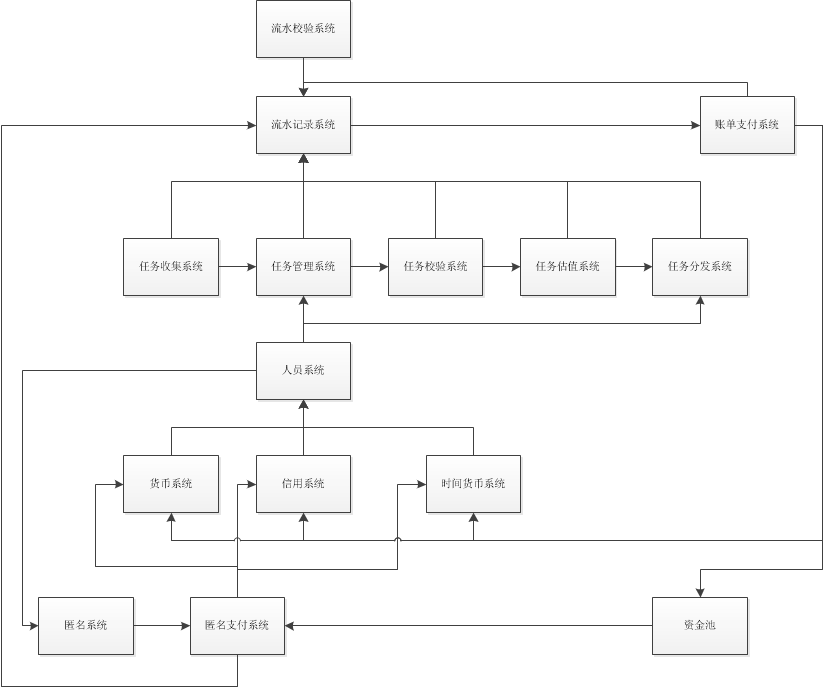 流水校验系统
流水记录系统
账单支付系统
任务收集系统
任务管理系统
任务校验系统
任务估值系统
任务分发系统
人员系统
货币系统
信用系统
时间货币系统
匿名系统
匿名支付系统
资金池